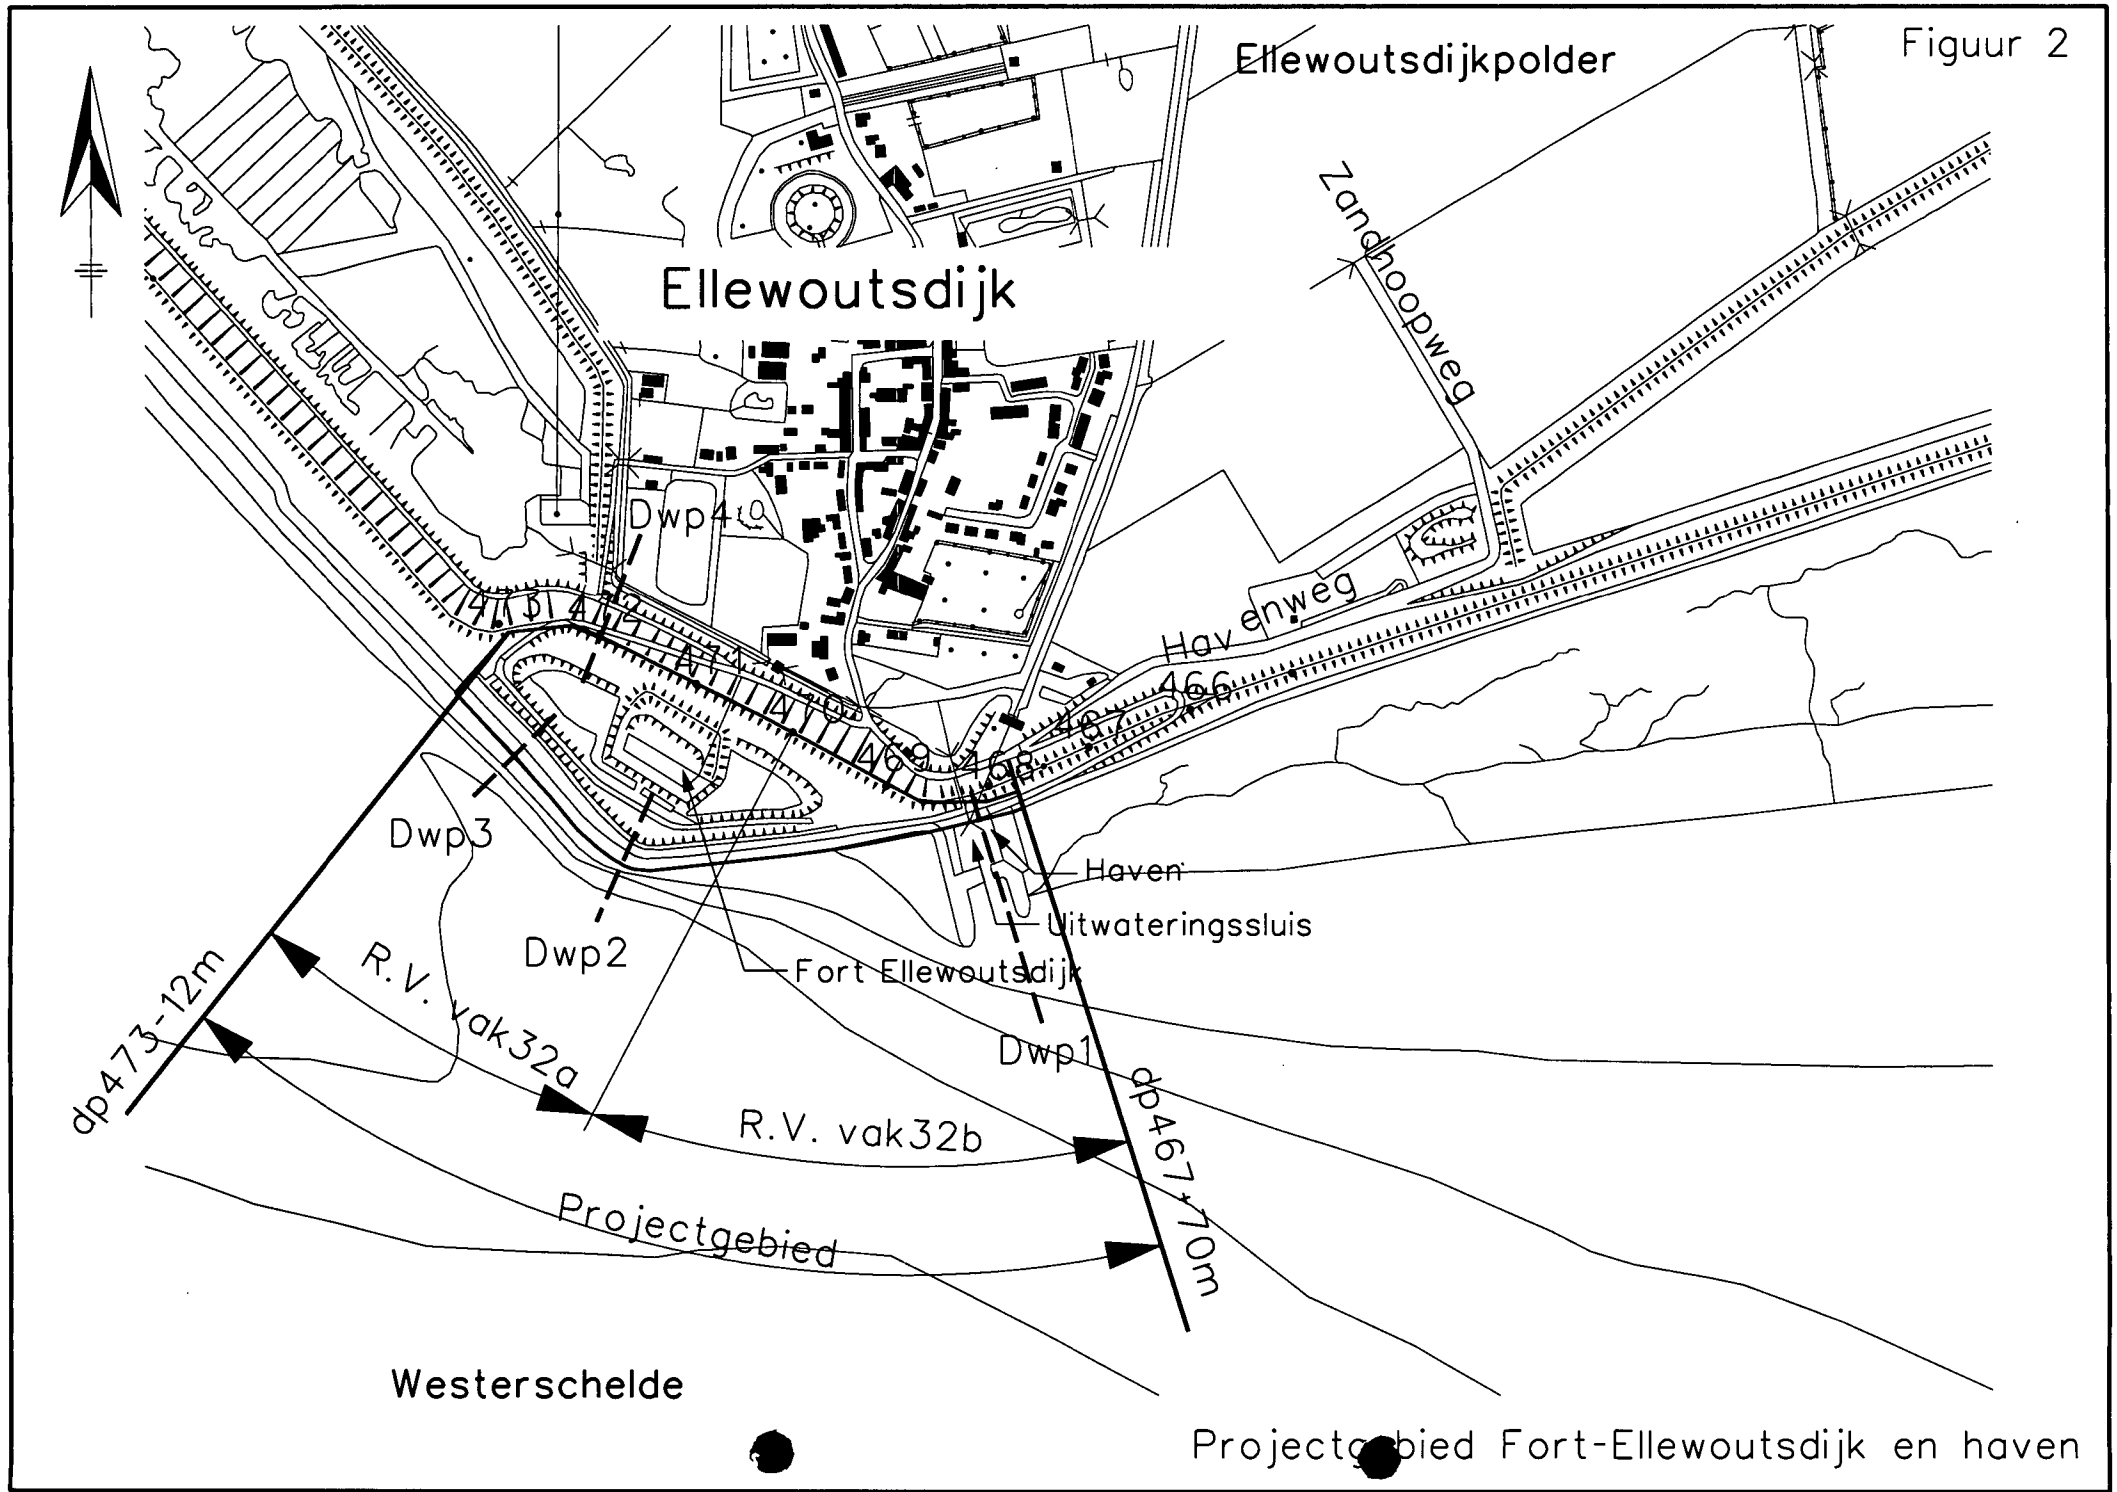 Figuur 2
Ellewoutsdijkpolder
Zandhoopweg
Ellewoutsdijk
Dwp4
Havenweg
473
472
471
470
469
468
467
466
Dwp3
Haven
Uitwateringssluis
Dwp2
Fort Ellewoutsdijk
Dwp1
dp473-12m
R.V. vak32a
R.V. vak32b
dp467+70m
Projectgebied
Westerschelde
Projectgebied Fort-Ellewoutsdijk en haven